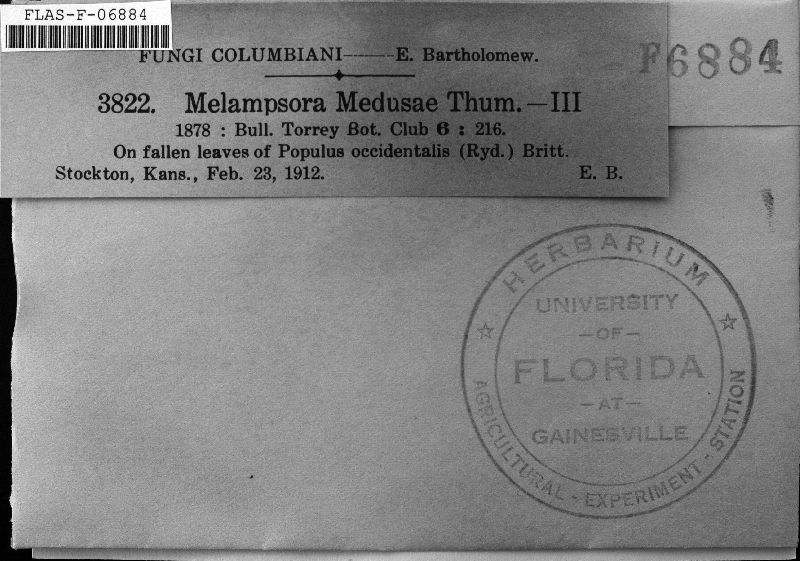 FLAS-F-06884
FUNGI COLUMBIANI—E. Bartholomew.
F6884
3822. Melampsora Medusae Thum.—III
1878 : Bull. Torrey Bot. Club 6 : 216.
On fallen leaves of Populus occidentalis (Ryd.) Britt.
Stockton, Kans., Feb. 23, 1912. E. B.
HERBARIUM
UNIVERSITY
—OF—
FLORIDA
—AT—
GAINESVILLE
AGRICULTURAL - EXPERIMENT - STATION